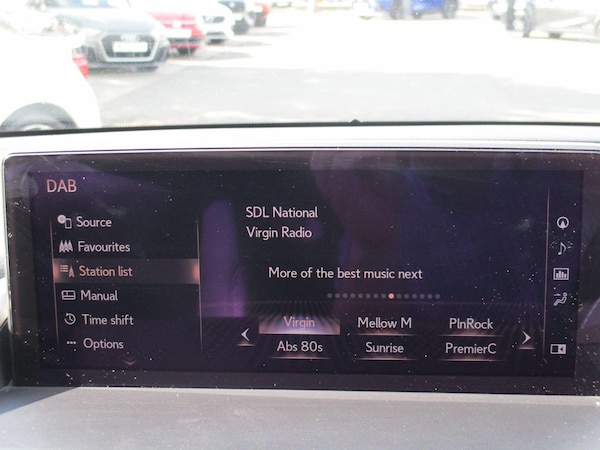 DAB
Source
Favourites
Station list
Manual
Time shift
Options
SDL National
Virgin Radio
More of the best music next
Virgin
Mellow M
PlnRock
Abs 80s
Sunrise
PremierC